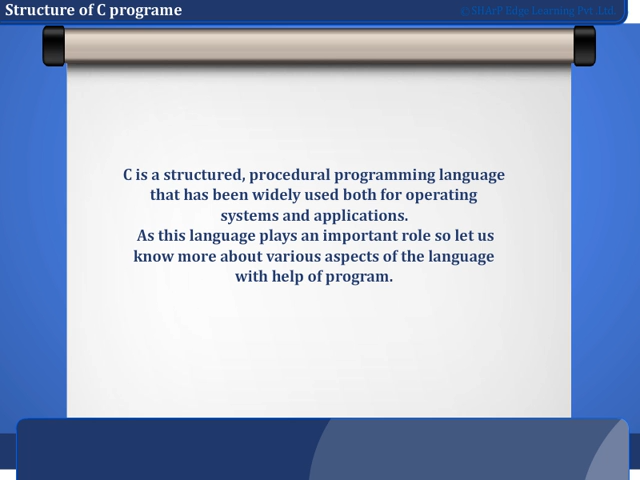 Structure of C programe
© SHArP Edge Learning Pvt. Ltd.
C is a structured, procedural programming language
that has been widely used both for operating
systems and applications.
As this language plays an important role so let us
know more about various aspects of the language
with help of program.